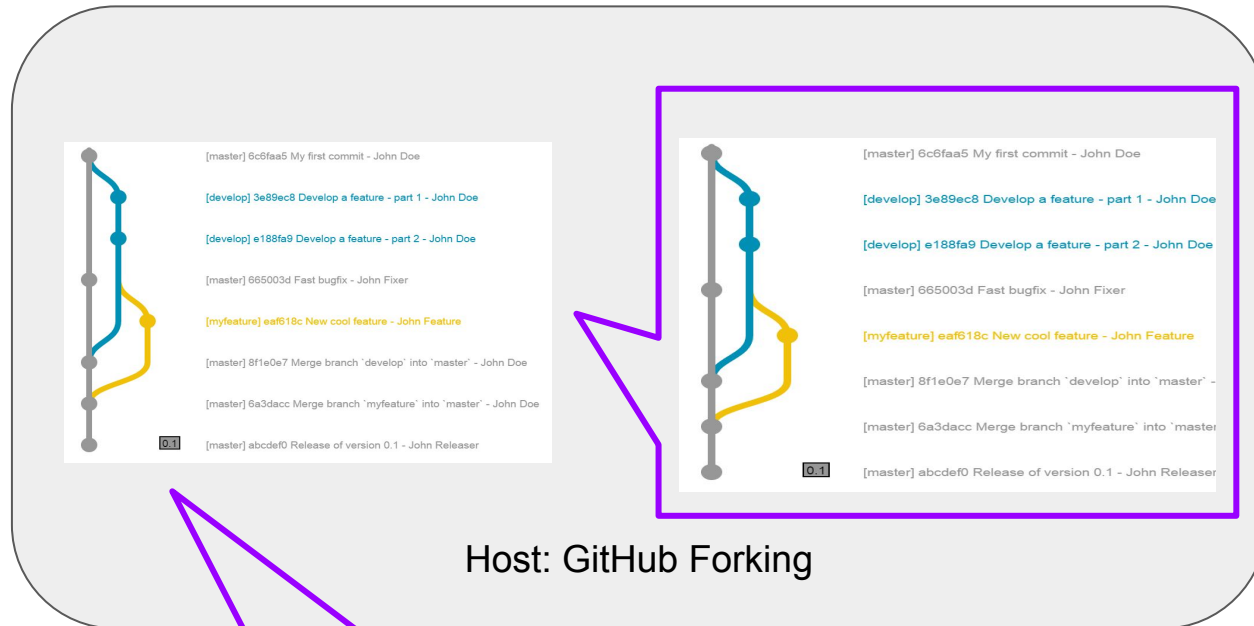 [master] 6c6faa5 My first commit - John Doe
[develop] 3e89ec8 Develop a feature - part 1 - John Doe
[develop] e188fa9 Develop a feature - part 2 - John Doe
[master] 665003d Fast bugfix - John Fixer
[myfeature] eaf618c New cool feature - John Feature
[master] 8f1e0e7 Merge branch `develop` into `master` - John Doe
[master] 6a3dacc Merge branch `myfeature` into `master` - John Doe
0.1 [master] abcdef0 Release of version 0.1 - John Releaser
[master] 6c6faa5 My first commit - John Doe
[develop] 3e89ec8 Develop a feature - part 1 - John Doe
[develop] e188fa9 Develop a feature - part 2 - John Doe
[master] 665003d Fast bugfix - John Fixer
[myfeature] eaf618c New cool feature - John Feature
[master] 8f1e0e7 Merge branch `develop` into `master` -
[master] 6a3dacc Merge branch `myfeature` into `master
0.1 [master] abcdef0 Release of version 0.1 - John Releaser
Host: GitHub Forking